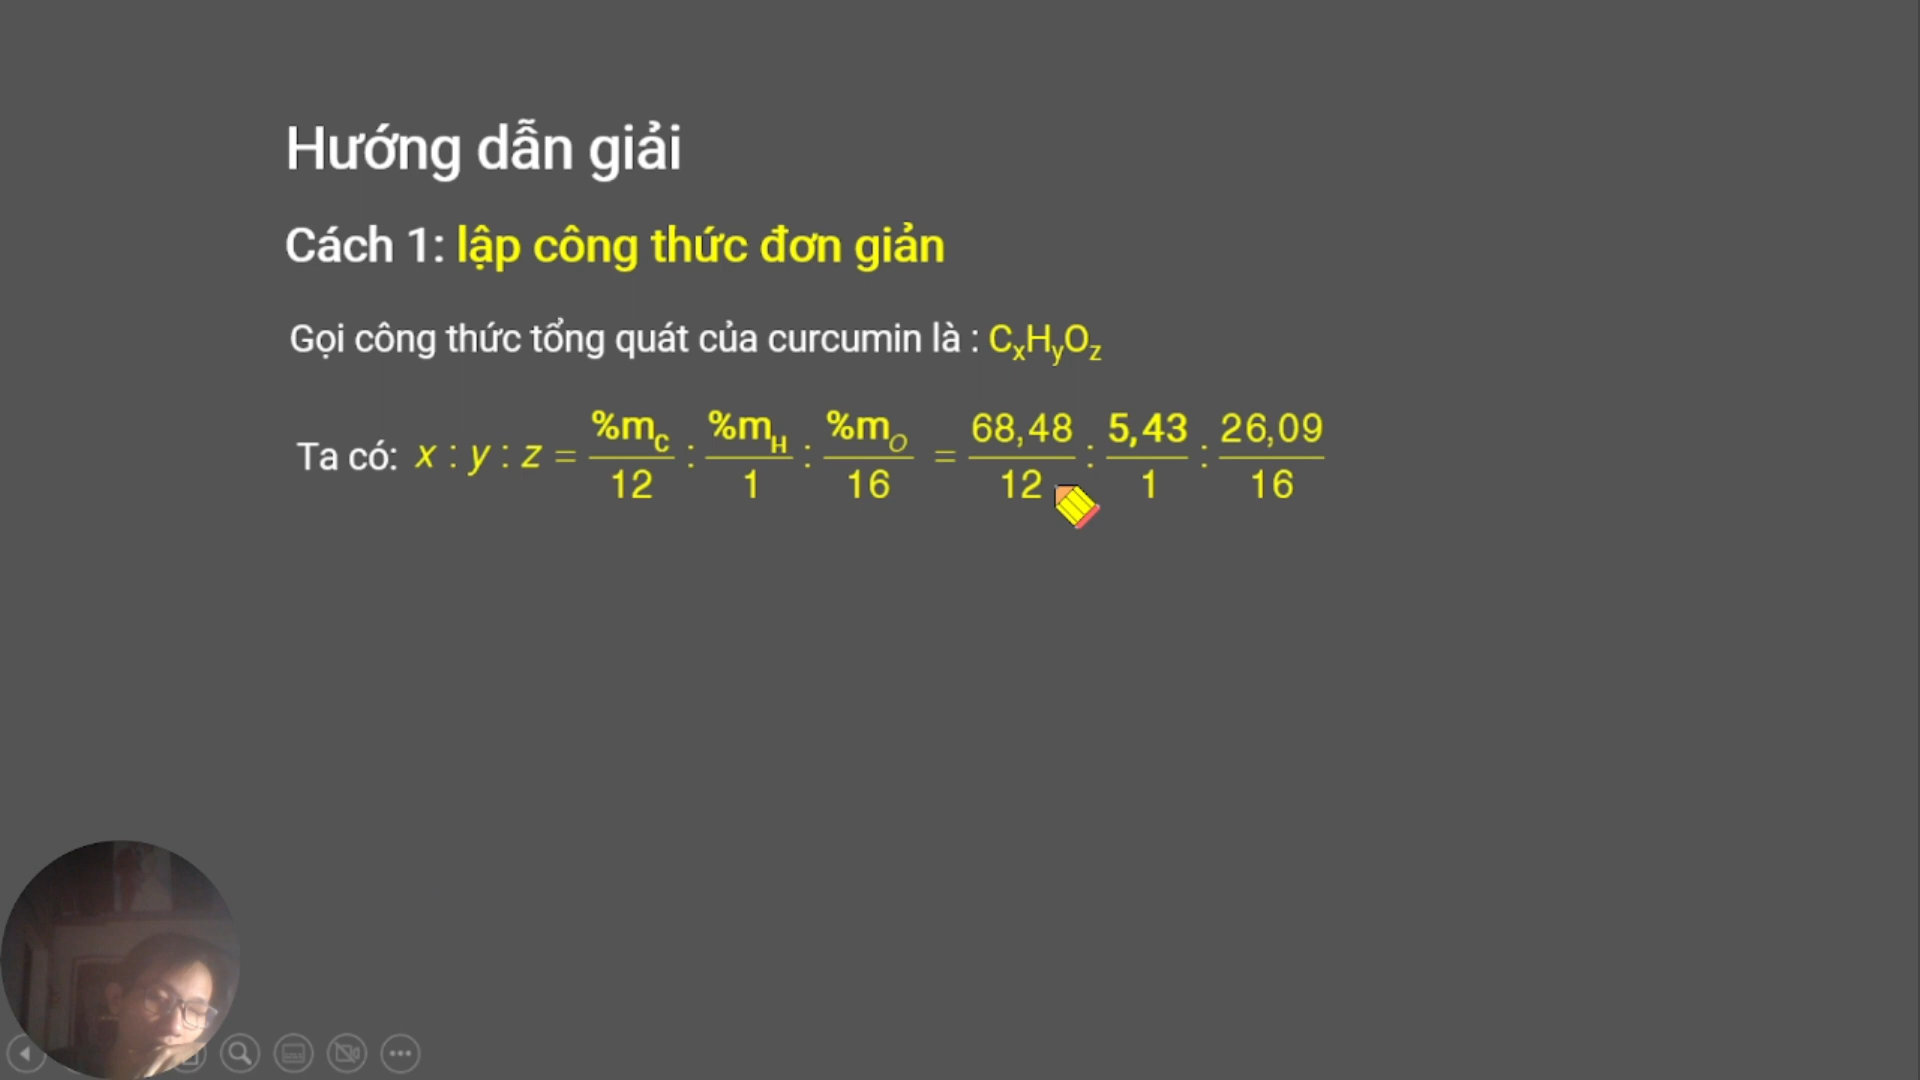 Hướng dẫn giải
Cách 1: lập công thức đơn giản
Gọi công thức tổng quát của curcumin là : CxHyOz
Ta có: x : y : z = %mC/12 : %mH/1 : %mO/16 = 68,48/12 : 5,43/1 : 26,09/16